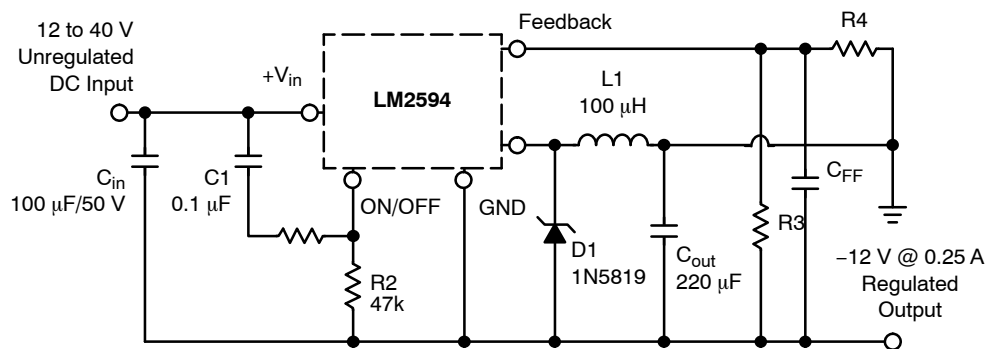 12 to 40 V
Unregulated
DC Input
+Vin
LM2594
Feedback
R4
L1
100 μH
Cin
100 μF/50 V
C1
0.1 μF
ON/OFF
GND
R2
47k
D1
1N5819
Cout
220 μF
R3
CFF
−12 V @ 0.25 A
Regulated
Output